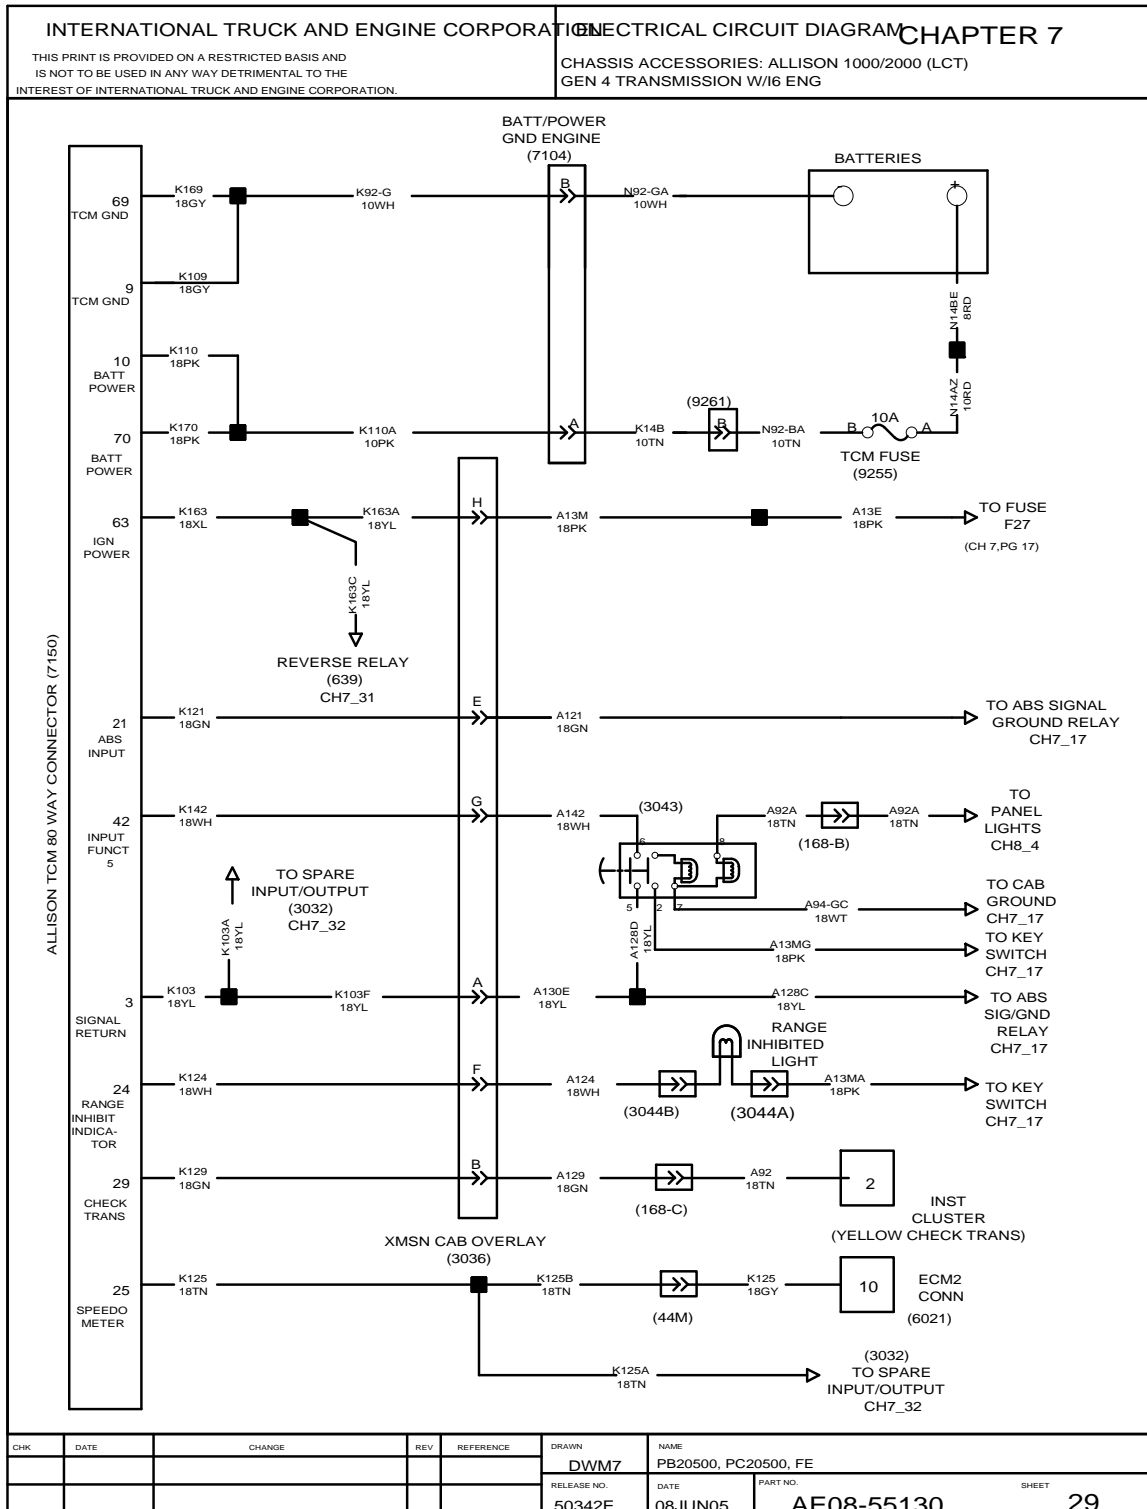 INTERNATIONAL TRUCK AND ENGINE CORPORATION
ELECTRICAL CIRCUIT DIAGRAM
CHAPTER 7
THIS PRINT IS PROVIDED ON A RESTRICTED BASIS AND
IS NOT TO BE USED IN ANY WAY DETRIMENTAL TO THE
INTEREST OF INTERNATIONAL TRUCK AND ENGINE CORPORATION.
CHASSIS ACCESSORIES: ALLISON 1000/2000 (LCT)
GEN 4 TRANSMISSION W/I6 ENG
BATT/POWER
GND ENGINE
(7104)
BATTERIES
ALLISON TCM 80 WAY CONNECTOR (7150)
69
TCM GND
K169
18GY
K92-G
10WH
B
N92-GA
10WH
-
+
9
TCM GND
K109
18GY
N14BE
8RD
N14AZ
10RD
10
BATT
POWER
K110
18PK
70
BATT
POWER
K170
18PK
K110A
10PK
A
K14B
10TN
(9261)
B
N92-BA
10TN
B
10A
A
TCM FUSE
(9255)
63
IGN
POWER
K163
18XL
K163A
18YL
H
A13M
18PK
A13E
18PK
TO FUSE
F27
(CH 7,PG 17)
K163C
18YL
REVERSE RELAY
(639)
CH7_31
21
ABS
INPUT
K121
18GN
E
A121
18GN
TO ABS SIGNAL
GROUND RELAY
CH7_17
42
INPUT
FUNCT
5
K142
18WH
G
A142
18WH
(3043)
6
8
5
2
7
A92A
18TN
(168-B)
A92A
18TN
TO
PANEL
LIGHTS
CH8_4
TO SPARE
INPUT/OUTPUT
(3032)
CH7_32
K103A
18YL
A128D
18YL
A94-GC
18WT
TO CAB
GROUND
CH7_17
A13MG
18PK
TO KEY
SWITCH
CH7_17
3
SIGNAL
RETURN
K103
18YL
K103F
18YL
A
A130E
18YL
A128C
18YL
TO ABS
SIG/GND
RELAY
CH7_17
RANGE
INHIBITED
LIGHT
24
RANGE
INHIBIT
INDICA-
TOR
K124
18WH
F
A124
18WH
(3044B)
(3044A)
A13MA
18PK
TO KEY
SWITCH
CH7_17
29
CHECK
TRANS
K129
18GN
B
A129
18GN
(168-C)
A92
18TN
2
INST
CLUSTER
(YELLOW CHECK TRANS)
XMSN CAB OVERLAY
(3036)
25
SPEEDO
METER
K125
18TN
K125B
18TN
(44M)
K125
18GY
10
ECM2
CONN
(6021)
K125A
18TN
(3032)
TO SPARE
INPUT/OUTPUT
CH7_32
CHK
DATE
CHANGE
REV
REFERENCE
DRAWN
DWM7
NAME
PB20500, PC20500, FE
RELEASE NO.
50342F
DATE
08JUN05
PART NO.
AE08-55130
SHEET
29